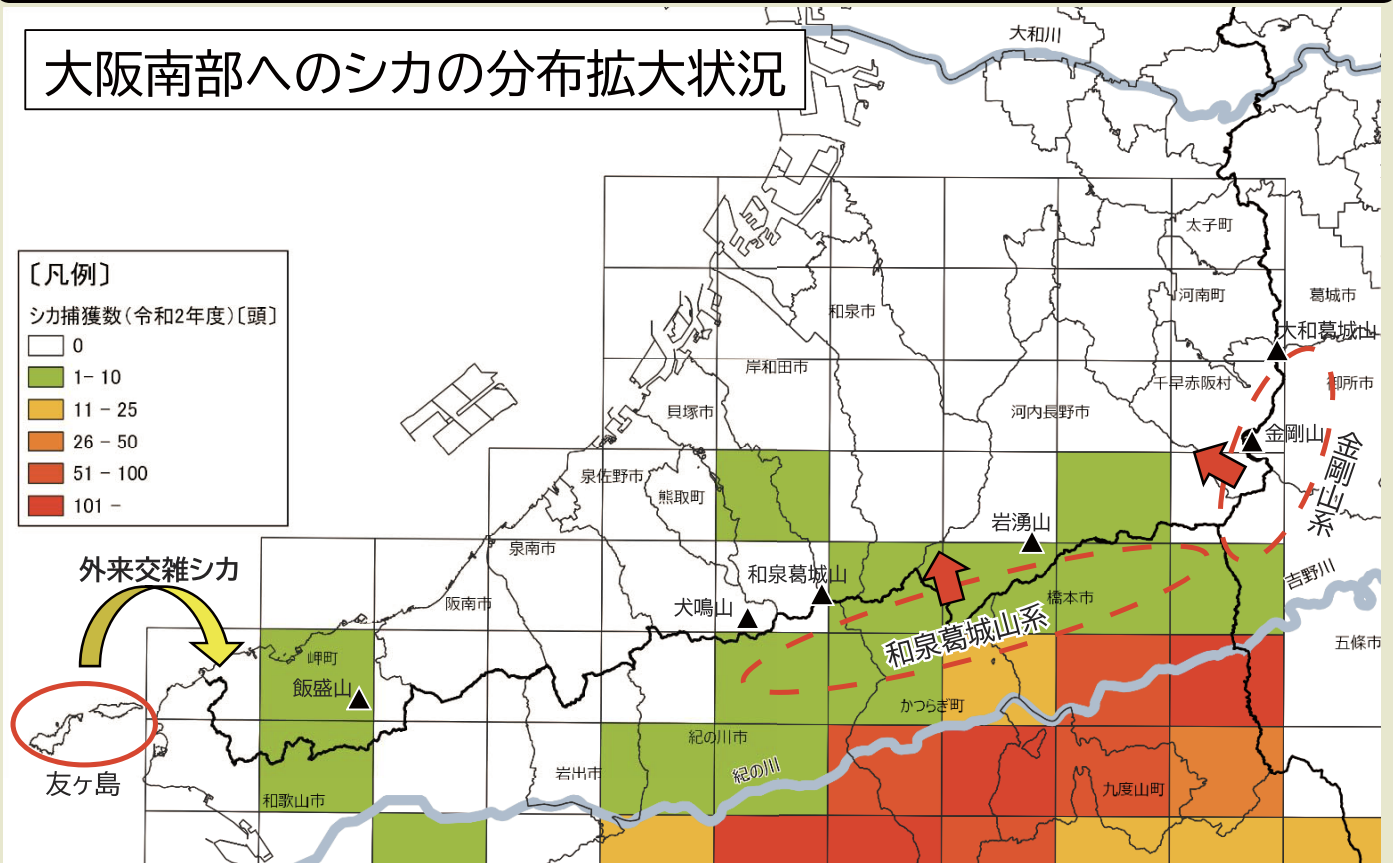 大阪南部へのシカの分布拡大状況
大和川
〔凡例〕
シカ捕獲数(令和2年度)〔頭〕
0
1- 10
11 - 25
26 - 50
51 - 100
101 -
太子町
河南町
葛城市
大和葛城山
和泉市
岸和田市
千早赤阪村
御所市
貝塚市
河内長野市
金剛山
金剛山系
泉佐野市
熊取町
岩湧山
泉南市
外来交雑シカ
和泉葛城山
吉野川
阪南市
犬鳴山
橋本市
和泉葛城山系
五條市
岬町
飯盛山
かつらぎ町
紀の川市
友ヶ島
岩出市
紀の川
九度山町
和歌山市